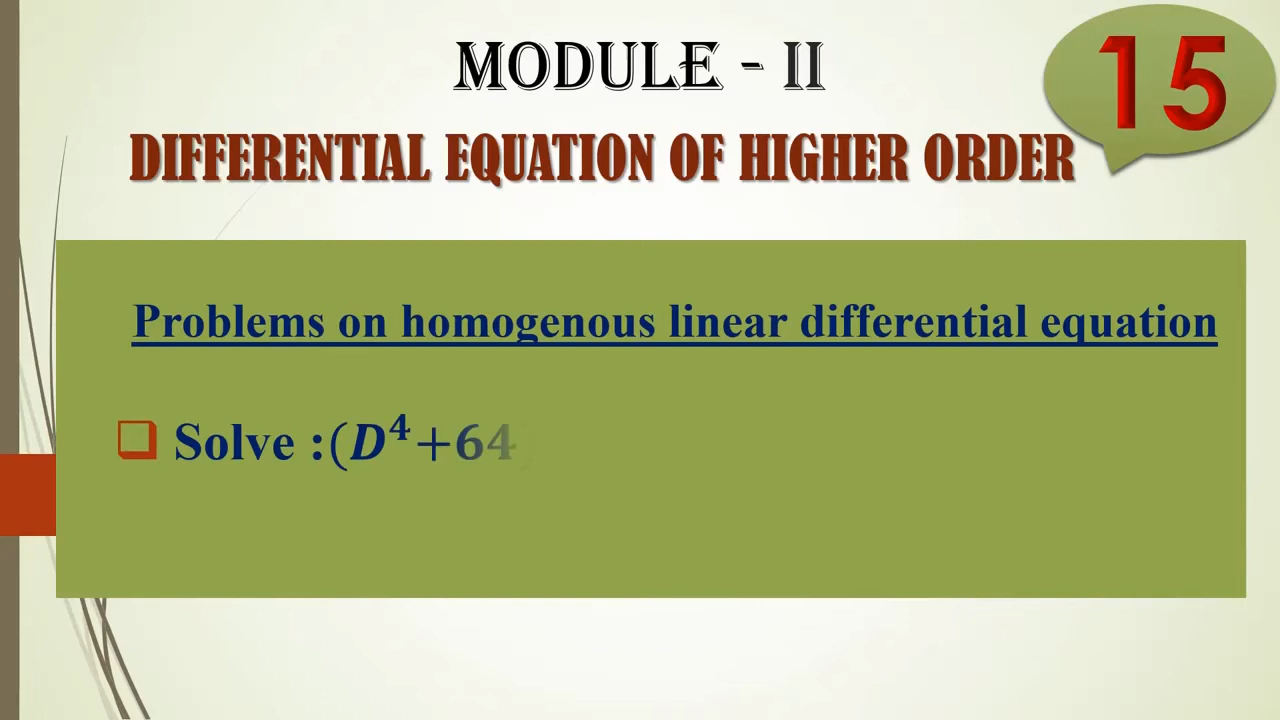 MODULE - II
15
DIFFERENTIAL EQUATION OF HIGHER ORDER
Problems on homogenous linear differential equation
❑ Solve :(𝑫⁴+64)